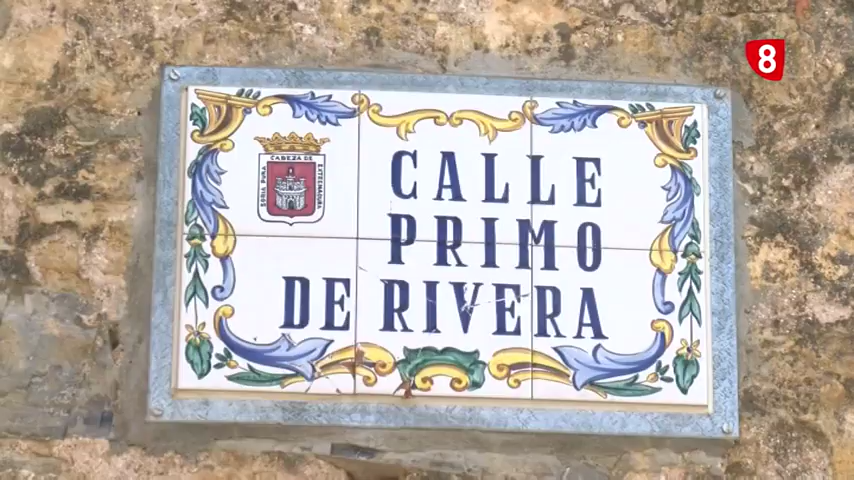 8
CABEZA DE
SORIA PURA
EXTREMADURA
CALLE
PRIMO
DE RIVERA